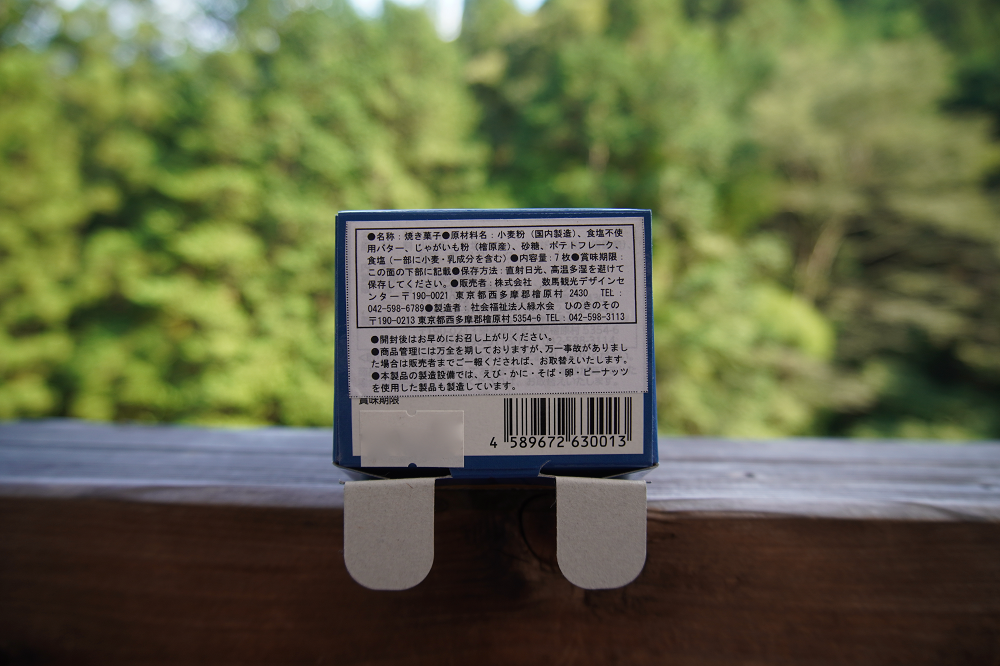 ●名称：焼き菓子●原材料名：小麦粉（国内製造）、食塩不使
用バター、じゃがいも粉（檜原産）、砂糖、ポテトフレーク、
食塩（一部に小麦・乳成分を含む）●内容量：7枚●賞味期限：
この面の下部に記載●保存方法：直射日光、高温多湿を避けて
保存してください。●販売者：株式会社　数馬観光デザインセ
ンター〒190-0021 東京都西多摩郡檜原村 2430 TEL：
042-598-6789●製造者：社会福祉法人緑水会　ひのきのその
〒190-0213 東京都西多摩郡檜原村 5354-6 TEL：042-598-3113
●開封後はお早めにお召し上がりください。
●商品管理には万全を期しておりますが、万一事故がありまし
た場合は販売者までご一報くだされば、お取替えいたします。
●本製品の製造設備では、えび・かに・そば・卵・ピーナッツ
を使用した製品も製造しています。
賞味期限
4 589672 630013